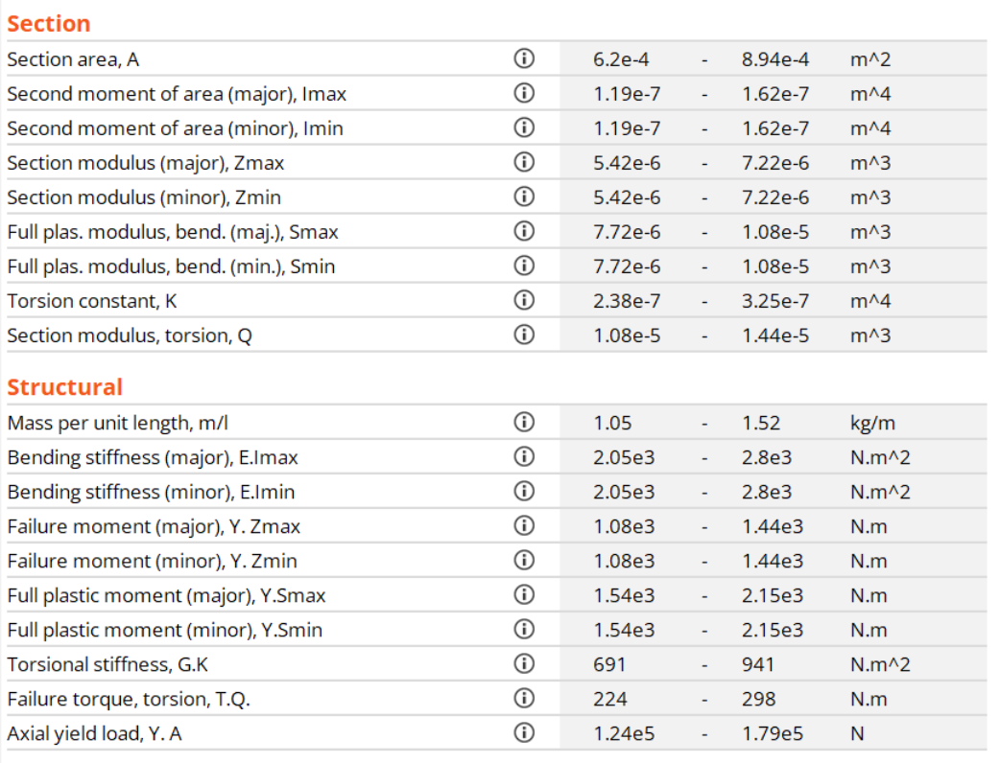 Section
Section area, A 6.2e-4 - 8.94e-4 m^2
Second moment of area (major), Imax 1.19e-7 - 1.62e-7 m^4
Second moment of area (minor), Imin 1.19e-7 - 1.62e-7 m^4
Section modulus (major), Zmax 5.42e-6 - 7.22e-6 m^3
Section modulus (minor), Zmin 5.42e-6 - 7.22e-6 m^3
Full plas. modulus, bend. (maj.), Smax 7.72e-6 - 1.08e-5 m^3
Full plas. modulus, bend. (min.), Smin 7.72e-6 - 1.08e-5 m^3
Torsion constant, K 2.38e-7 - 3.25e-7 m^4
Section modulus, torsion, Q 1.08e-5 - 1.44e-5 m^3
Structural
Mass per unit length, m/l 1.05 - 1.52 kg/m
Bending stiffness (major), E.Imax 2.05e3 - 2.8e3 N.m^2
Bending stiffness (minor), E.Imin 2.05e3 - 2.8e3 N.m^2
Failure moment (major), Y. Zmax 1.08e3 - 1.44e3 N.m
Failure moment (minor), Y. Zmin 1.08e3 - 1.44e3 N.m
Full plastic moment (major), Y.Smax 1.54e3 - 2.15e3 N.m
Full plastic moment (minor), Y.Smin 1.54e3 - 2.15e3 N.m
Torsional stiffness, G.K 691 - 941 N.m^2
Failure torque, torsion, T.Q. 224 - 298 N.m
Axial yield load, Y. A 1.24e5 - 1.79e5 N